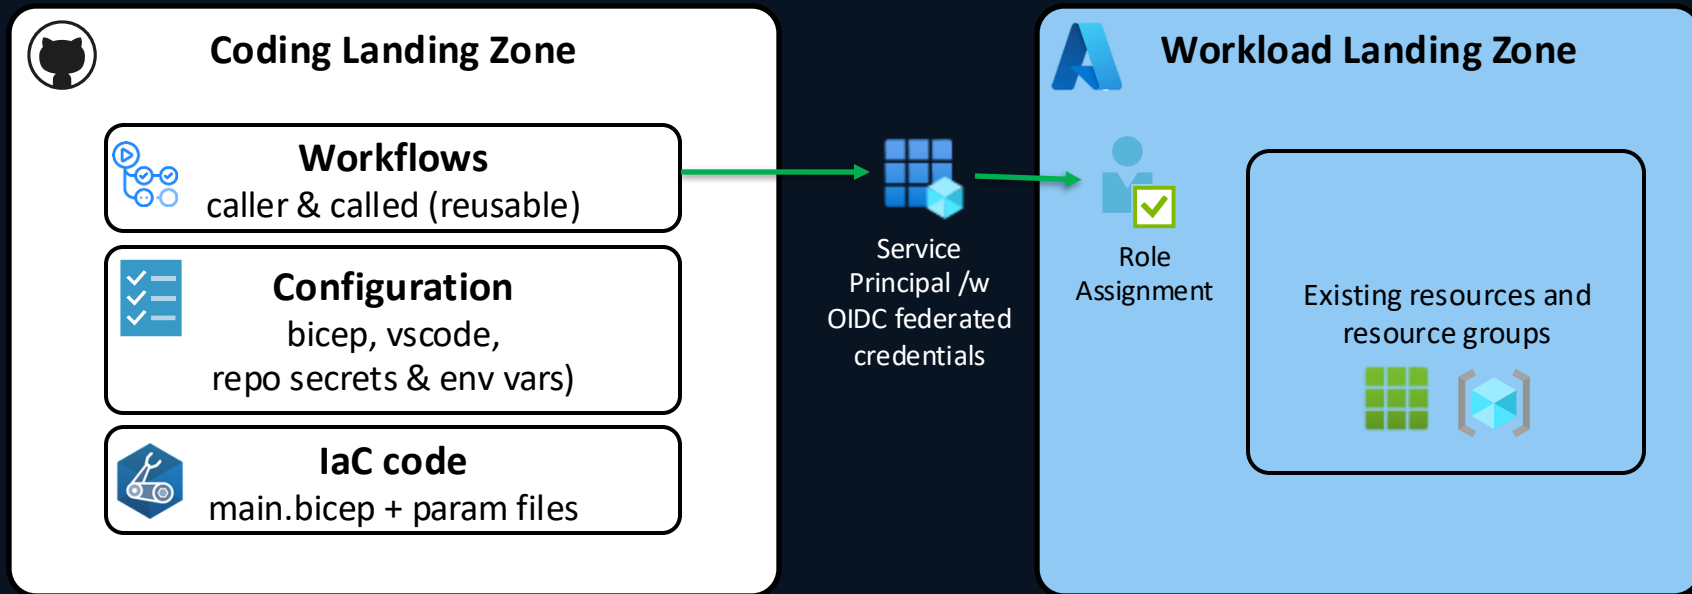 Coding Landing Zone
Workflows
caller & called (reusable)
Configuration
bicep, vscode,
repo secrets & env vars)
IaC code
main.bicep + param files
Service
Principal /w
OIDC federated
credentials
Workload Landing Zone
Role
Assignment
Existing resources and
resource groups